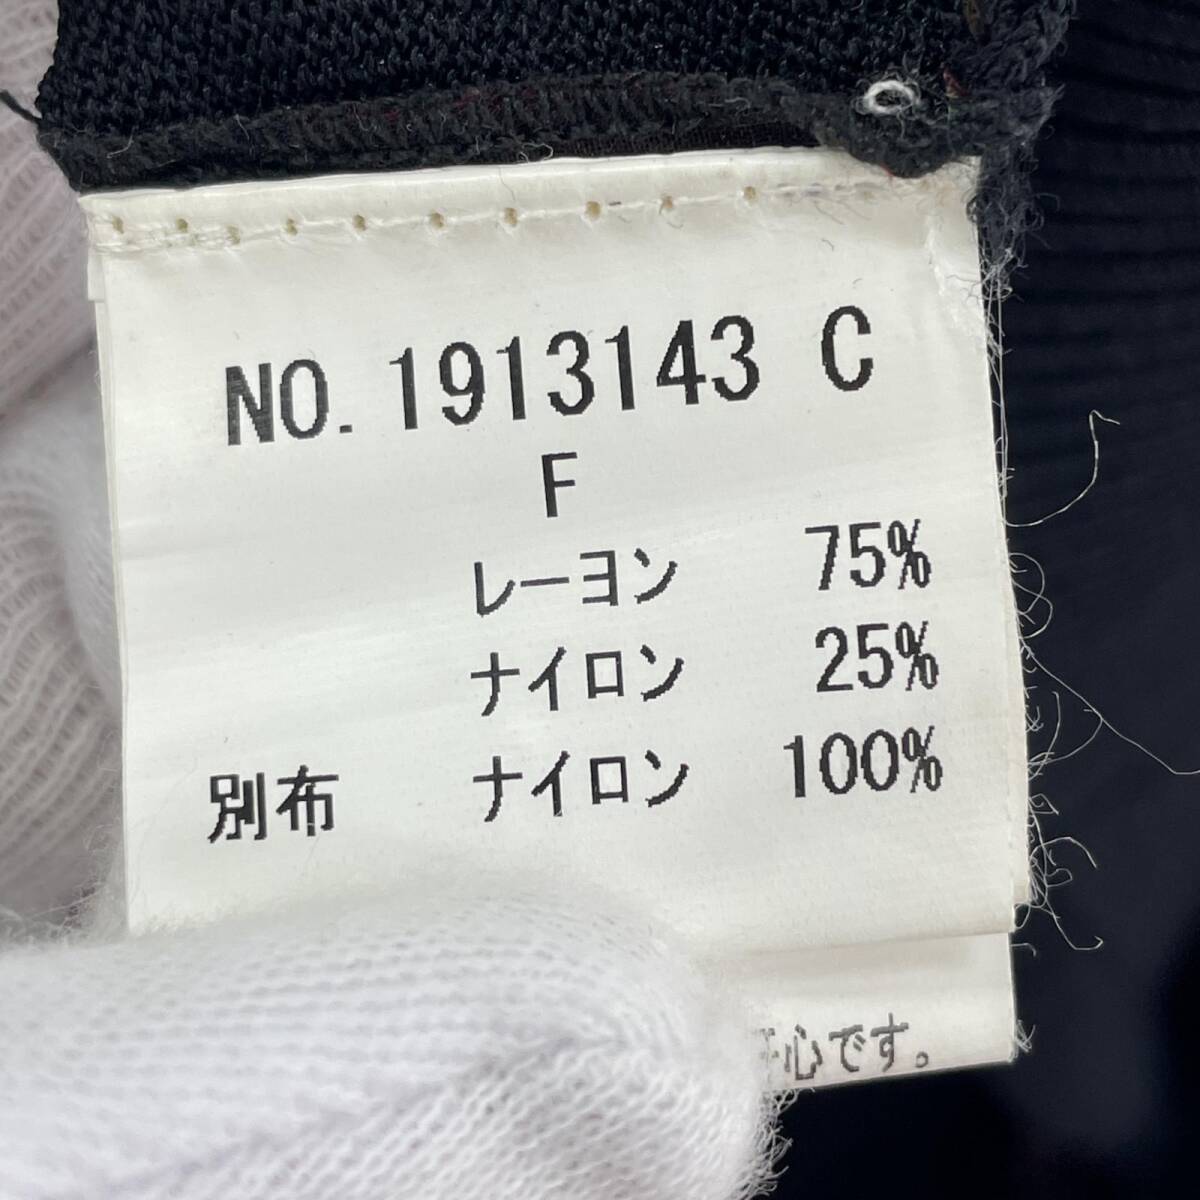 NO. 1913143 C
F
レーヨン 75%
ナイロン 25%
別布 ナイロン 100%
心です。